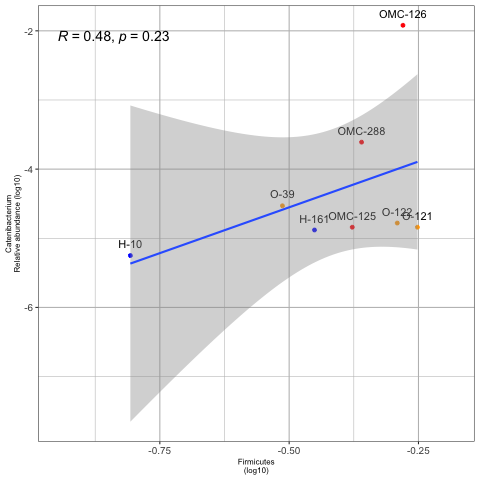 OMC-126
R = 0.48, p = 0.23
-2
OMC-288
-4
O-39
H-161
OMC-125
O-122
O-121
H-10
-6
Catenibacterium
Relative abundance (log10)
-0.75
-0.50
-0.25
Firmicutes
(log10)